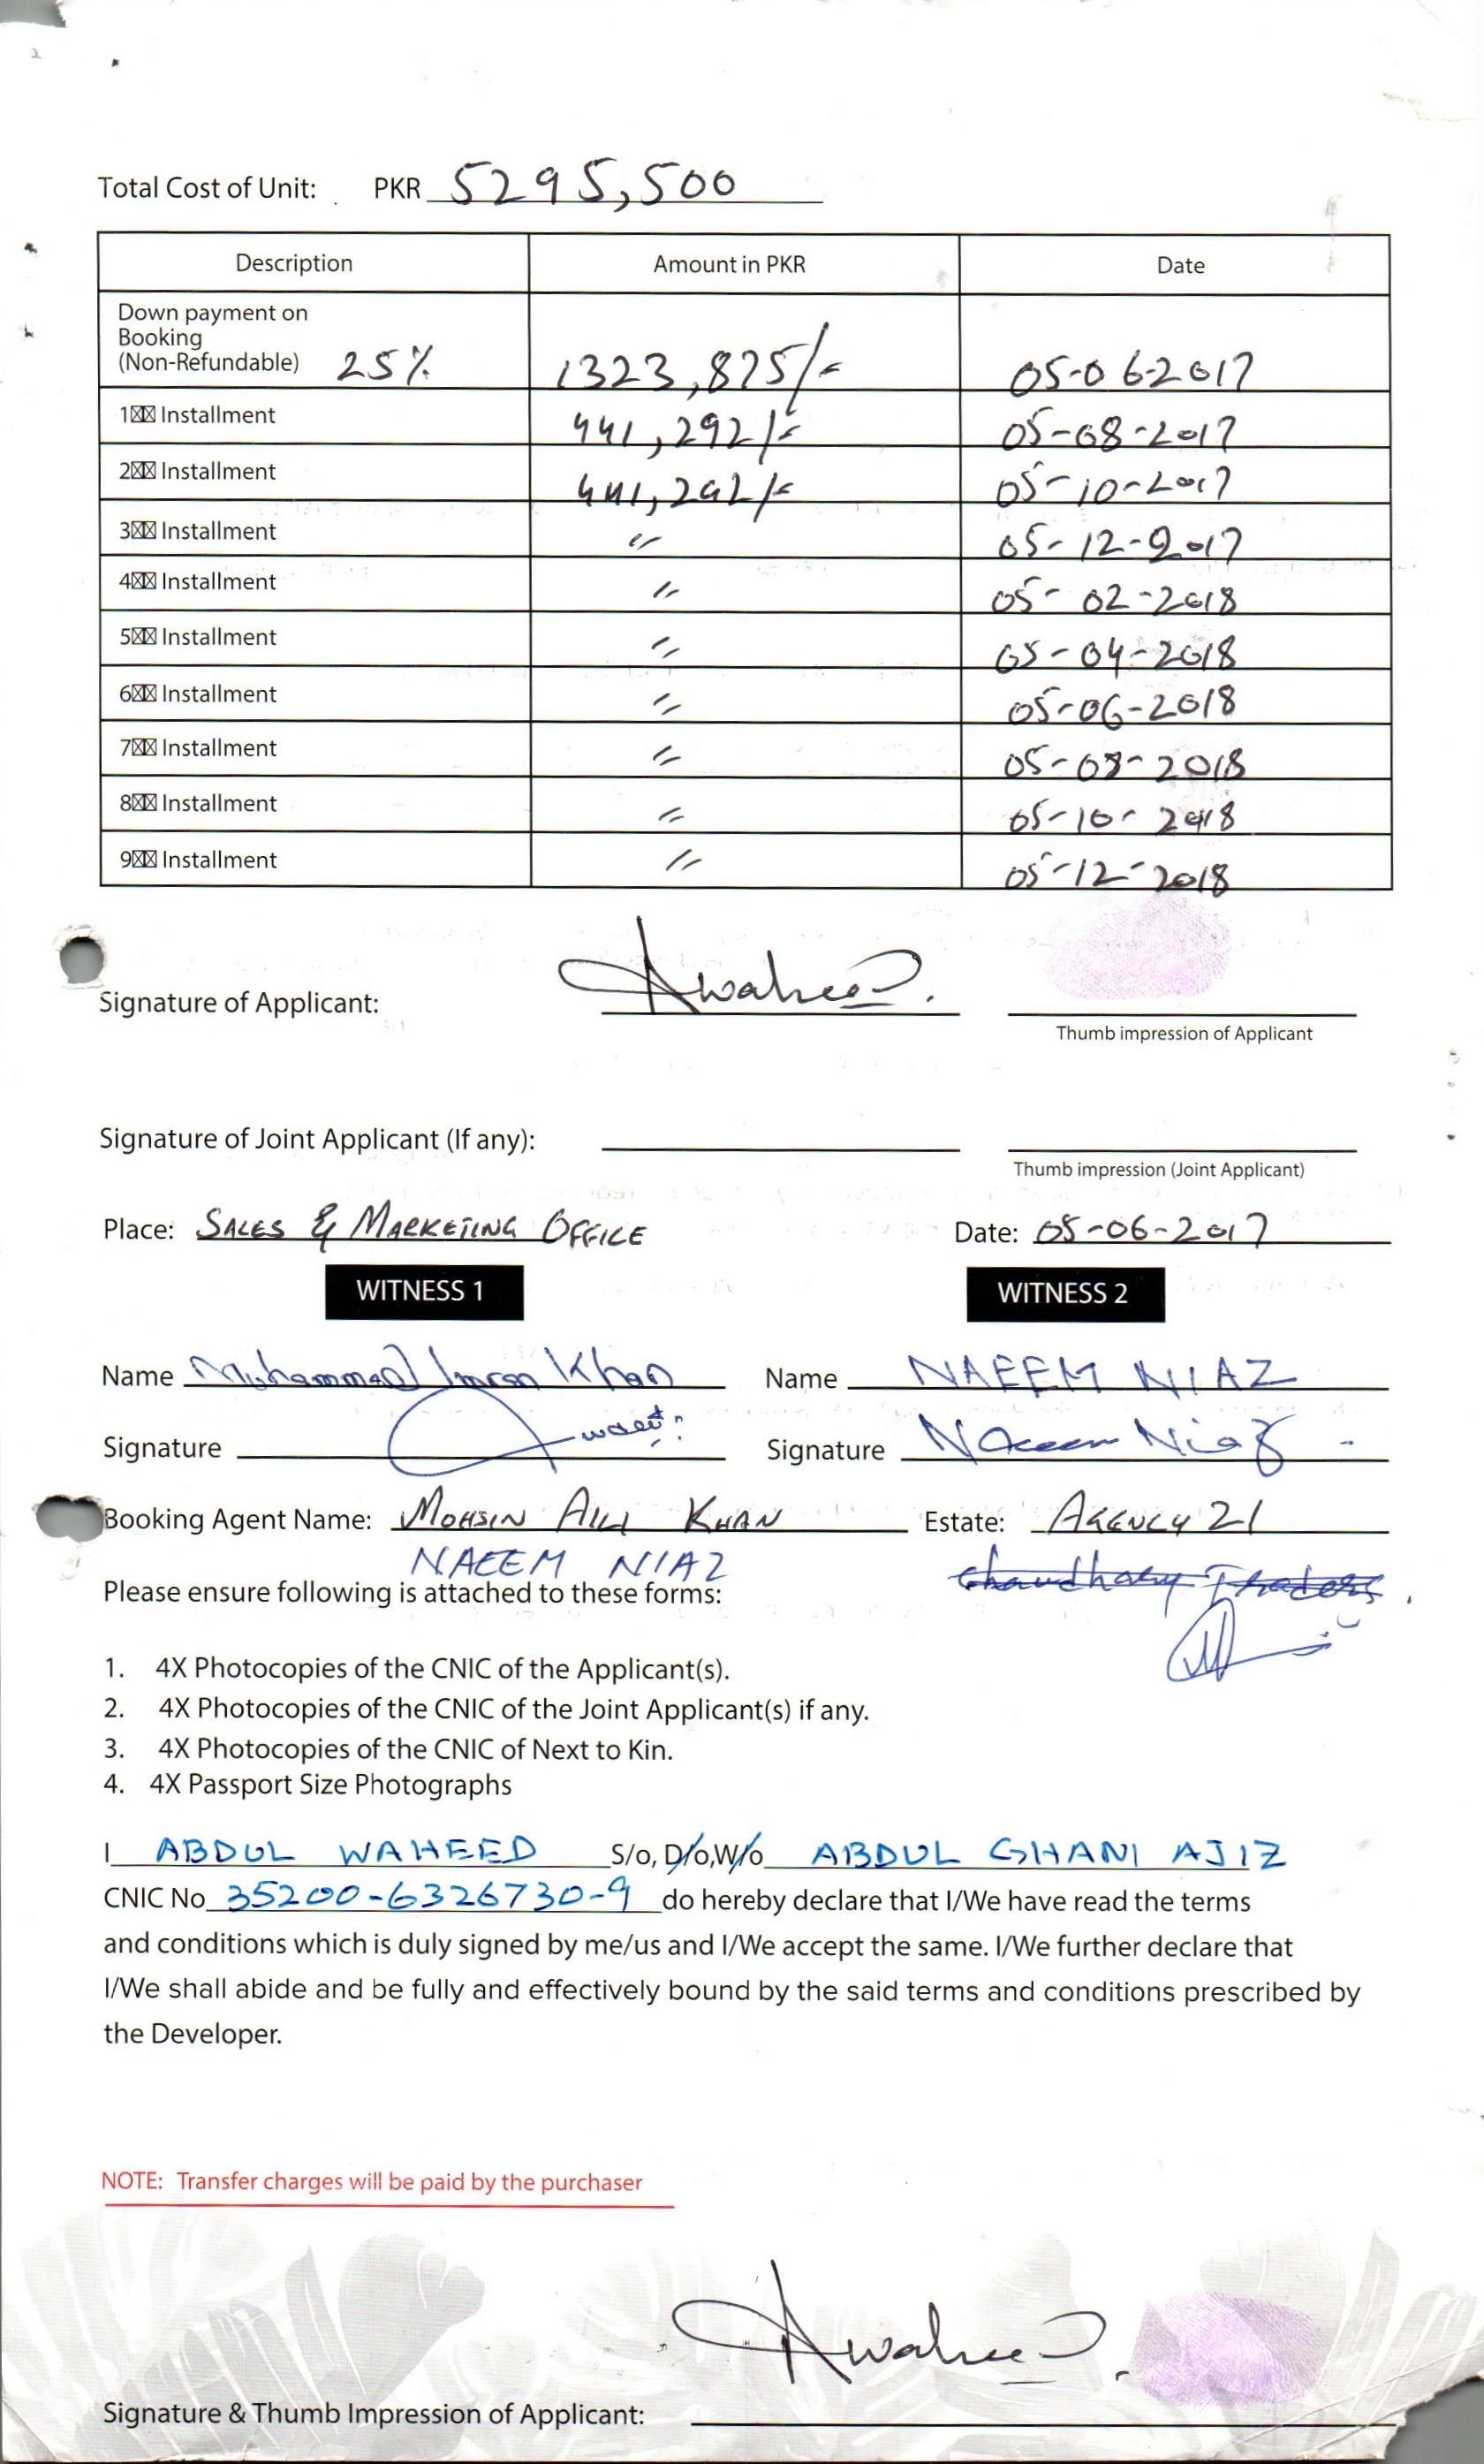 Total Cost of Unit: PKR 5295,500
Description Amount in PKR Date
Down payment on
Booking
(Non-Refundable) 25% 1323,875/- 05-06-2017
1 Installment 441,292/- 05-08-2017
2 Installment 441,292/- 05-10-2017
3 Installment 〃 05-12-2017
4 Installment 〃 05-02-2018
5 Installment 〃 05-04-2018
6 Installment 〃 05-06-2018
7 Installment 〃 05-08-2018
8 Installment 〃 05-10-2018
9 Installment 〃 05-12-2018
Signature of Applicant: Awaheed.
Thumb impression of Applicant
Signature of Joint Applicant (If any):
Thumb impression (Joint Applicant)
Place: SALES & MARKETING OFFICE Date: 05-06-2017
WITNESS 1 WITNESS 2
Name Muhammad Imran Khan Name NAEEM NIAZ
Signature Signature Naeem Niaz
Booking Agent Name: MOHSIN ALI KHAN Estate: AGENCY 21
NAEEM NIAZ Chaudhary Traders.
Please ensure following is attached to these forms:
1. 4X Photocopies of the CNIC of the Applicant(s).
2. 4X Photocopies of the CNIC of the Joint Applicant(s) if any.
3. 4X Photocopies of the CNIC of Next to Kin.
4. 4X Passport Size Photographs
I ABDUL WAHEED S/o, D/o,W/o ABDUL GHANI AJIZ
CNIC No 35200-6326730-9 do hereby declare that I/We have read the terms
and conditions which is duly signed by me/us and I/We accept the same. I/We further declare that
I/We shall abide and be fully and effectively bound by the said terms and conditions prescribed by
the Developer.
NOTE: Transfer charges will be paid by the purchaser
Awaheed.
Signature & Thumb Impression of Applicant: